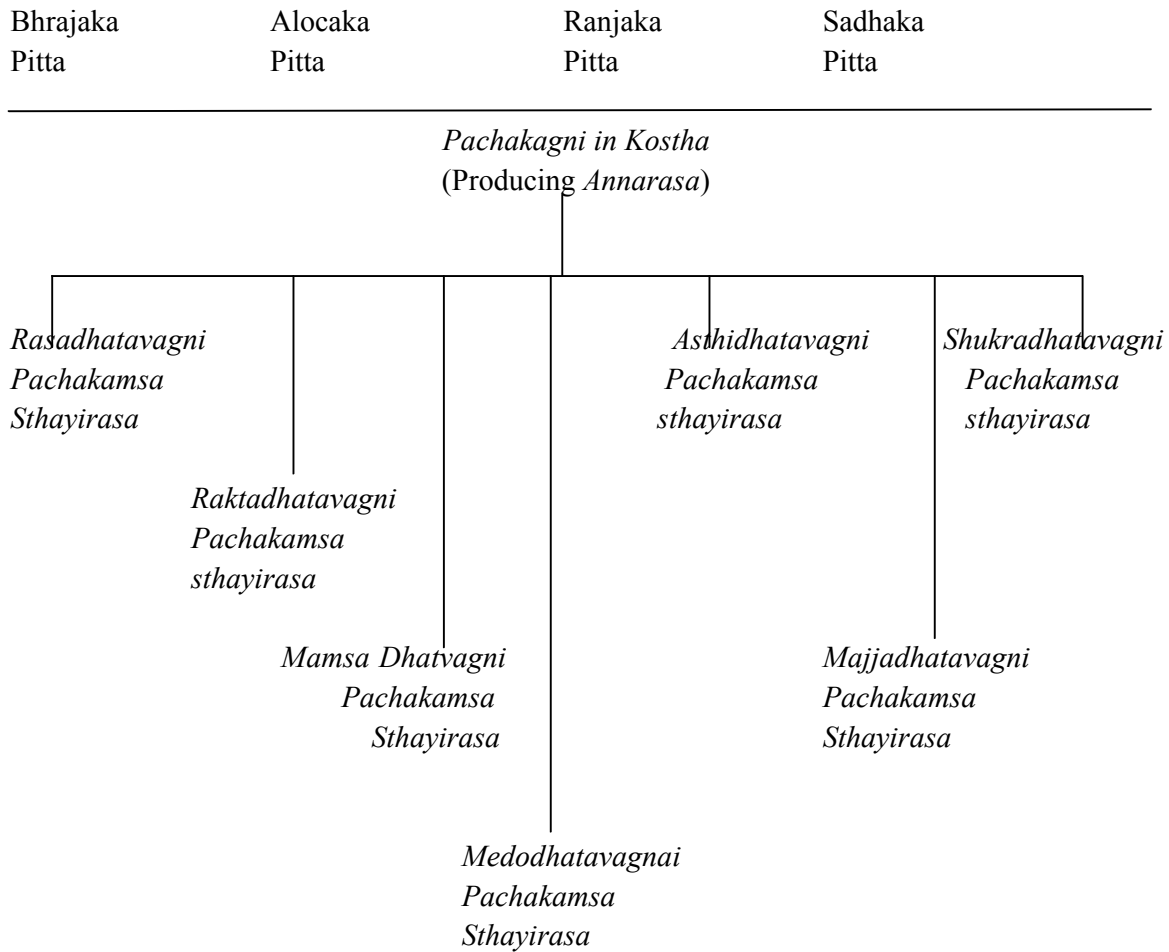 Bhrajaka Alocaka Ranjaka Sadhaka
Pitta Pitta Pitta Pitta
Pachakagni in Kostha
(Producing Annarasa)
Rasadhatavagni
Pachakamsa
Sthayirasa
Raktadhatavagni
Pachakamsa
sthayirasa
Mamsa Dhatvagni
Pachakamsa
Sthayirasa
Medodhatavagnai
Pachakamsa
Sthayirasa
Asthidhatavagni
Pachakamsa
sthayirasa
Majjadhatavagni
Pachakamsa
Sthayirasa
Shukradhatavagni
Pachakamsa
sthayirasa